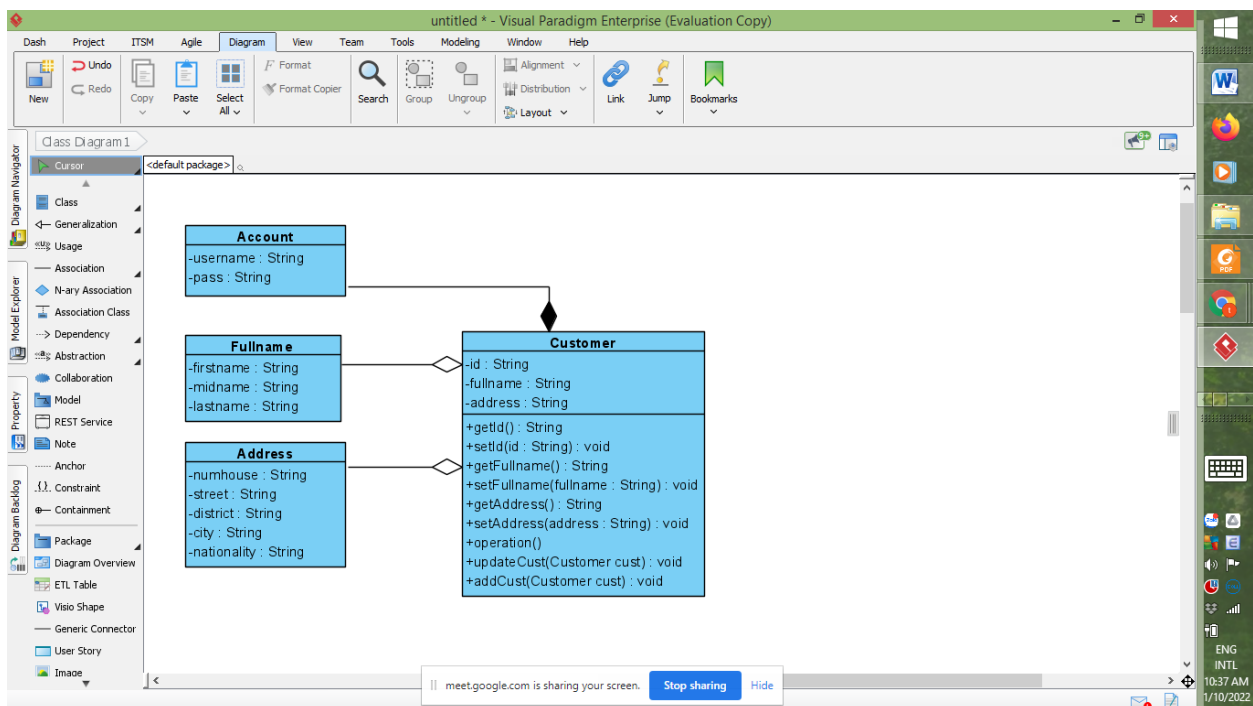 untitled * - Visual Paradigm Enterprise (Evaluation Copy)
Dash Project ITSM Agile Diagram View Team Tools Modeling Window Help
New
Undo
Redo
Copy
Paste
Select All
Format
Format Copier
Search
Group
Ungroup
Alignment
Distribution
Layout
Link
Jump
Bookmarks
Class Diagram1
9+
Diagram Navigator
Model Explorer
Property
Diagram Backlog
Cursor
Class
Generalization
Usage
Association
N-ary Association
Association Class
Dependency
Abstraction
Collaboration
Model
REST Service
Note
Anchor
Constraint
Containment
Package
Diagram Overview
ETL Table
Visio Shape
Generic Connector
User Story
Image
<default package>
Account
-username : String
-pass : String
Fullname
-firstname : String
-midname : String
-lastname : String
Address
-numhouse : String
-street : String
-district : String
-city : String
-nationality : String
Customer
-id : String
-fullname : String
-address : String
+getId() : String
+setId(id : String) : void
+getFullname() : String
+setFullname(fullname : String) : void
+getAddress() : String
+setAddress(address : String) : void
+operation()
+updateCust(Customer cust) : void
+addCust(Customer cust) : void
meet.google.com is sharing your screen.
Stop sharing
Hide
PDF
ENG
INTL
10:37 AM
1/10/2022